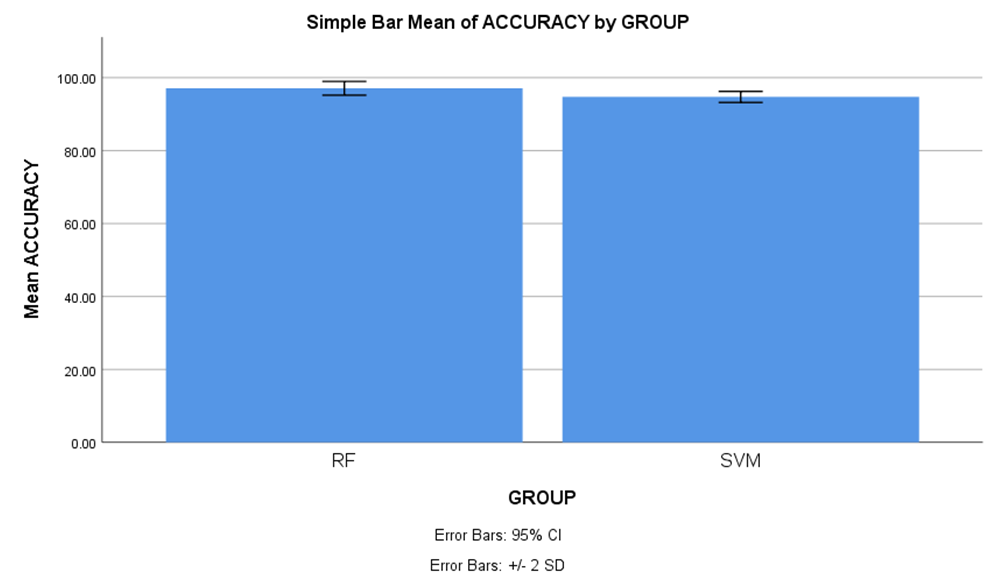 Simple Bar Mean of ACCURACY by GROUP
Mean ACCURACY
100.00
80.00
60.00
40.00
20.00
0.00
RF
SVM
GROUP
Error Bars: 95% CI
Error Bars: +/- 2 SD